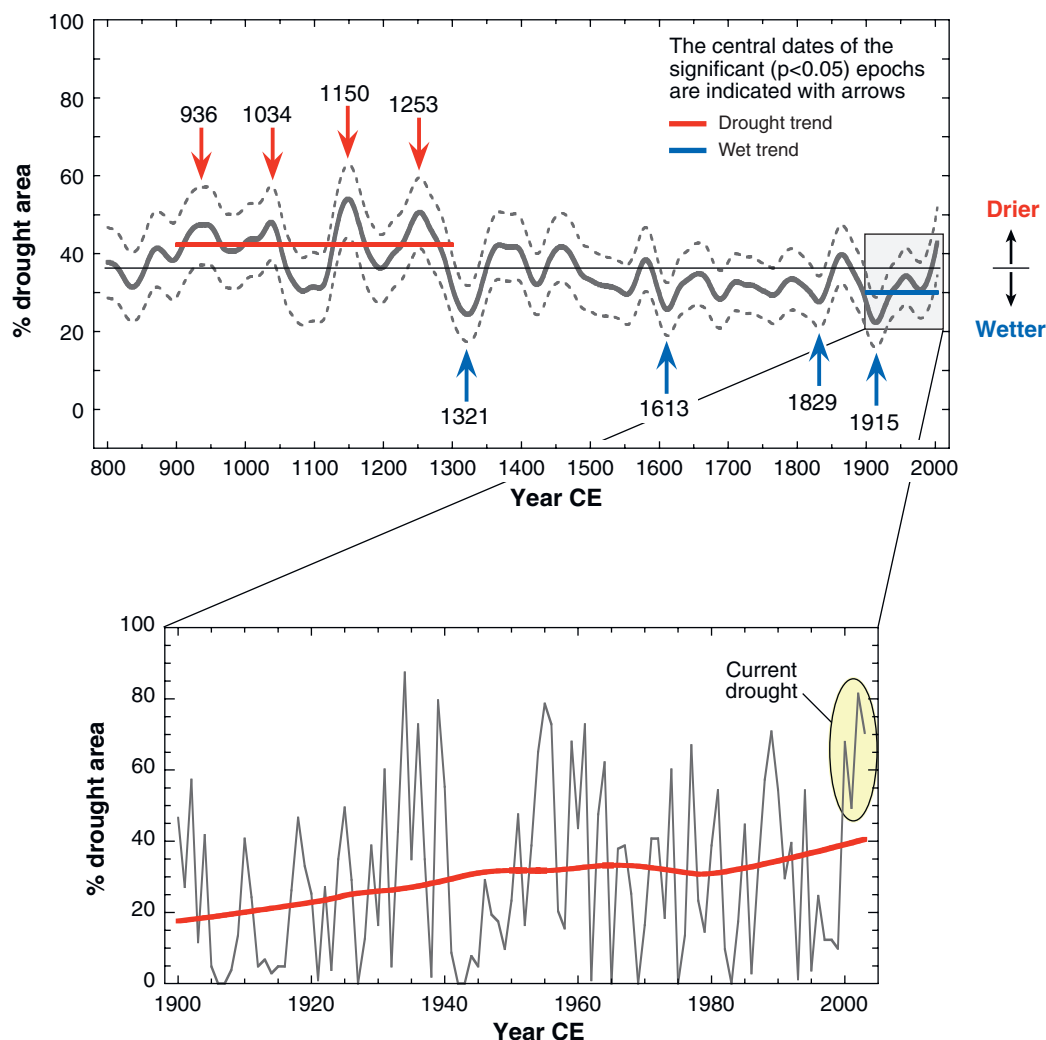 100
80
60
40
20
0
% drought area
The central dates of the
significant (p<0.05) epochs
are indicated with arrows
Drought trend
Wet trend
936
1034
1150
1253
1321
1613
1829
1915
Drier
Wetter
800 900 1000 1100 1200 1300 1400 1500 1600 1700 1800 1900 2000
Year CE
100
80
60
40
20
0
% drought area
Current
drought
1900 1920 1940 1960 1980 2000
Year CE